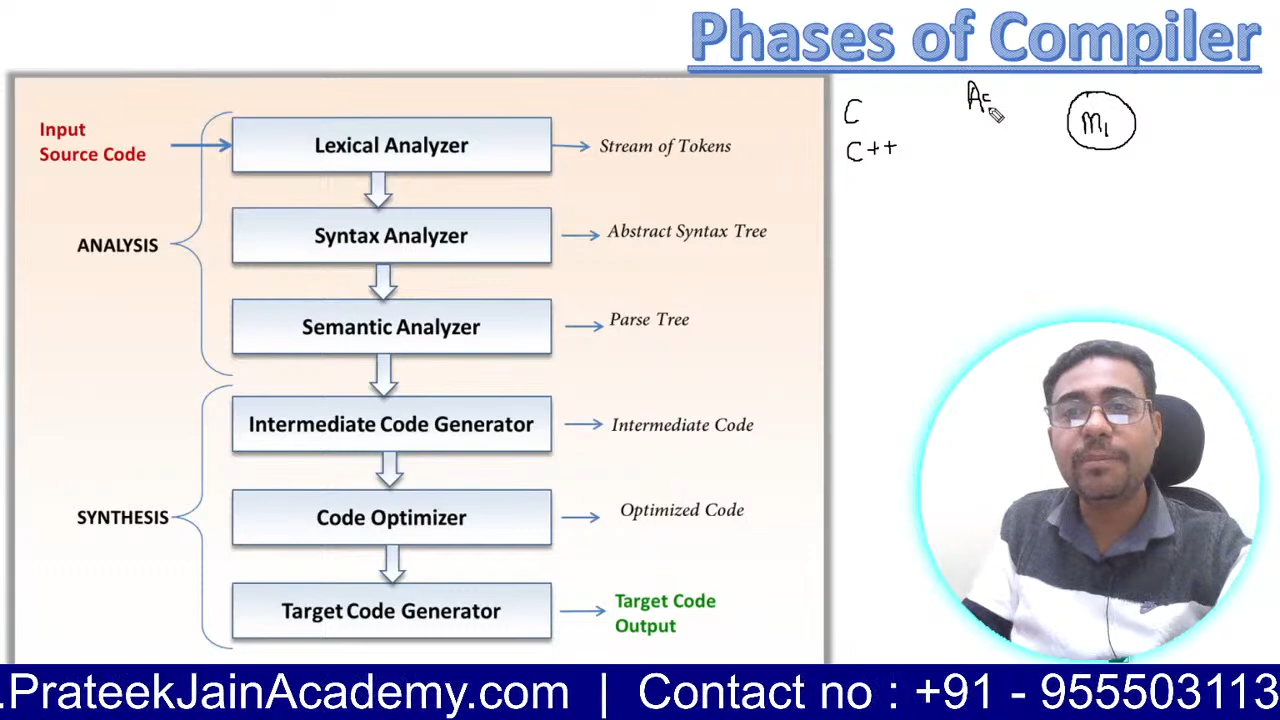 Phases of Compiler
Input
Source Code
Lexical Analyzer
Stream of Tokens
Syntax Analyzer
Abstract Syntax Tree
ANALYSIS
Semantic Analyzer
Parse Tree
Intermediate Code Generator
Intermediate Code
SYNTHESIS
Code Optimizer
Optimized Code
Target Code Generator
Target Code
Output
C
C++
m1
.PrateekJainAcademy.com | Contact no : +91 - 955503113